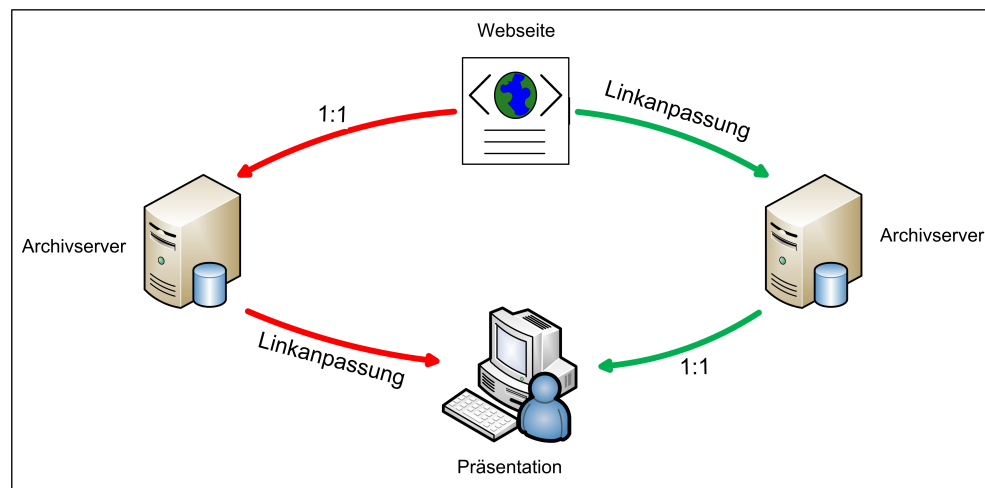 Webseite
1:1
Linkanpassung
Archivserver
Archivserver
Linkanpassung
1:1
Präsentation